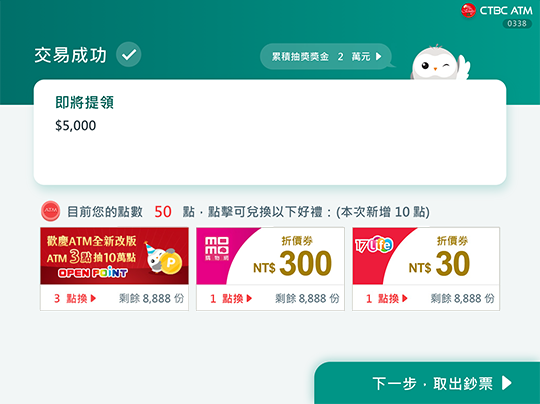 CTBC ATM
0338
交易成功
累積抽獎獎金 2 萬元
即將提領
$5,000
ATM
目前您的點數 50 點，點擊可兌換以下好禮：(本次新增 10 點)
歡慶ATM全新改版
ATM 3點抽10萬點
OPEN POINT
P
3 點換
剩餘 8,888 份
momo
購物網
折價券
NT$ 300
1 點換
剩餘 8,888 份
17Life
折價券
NT$ 30
1 點換
剩餘 8,888 份
下一步，取出鈔票